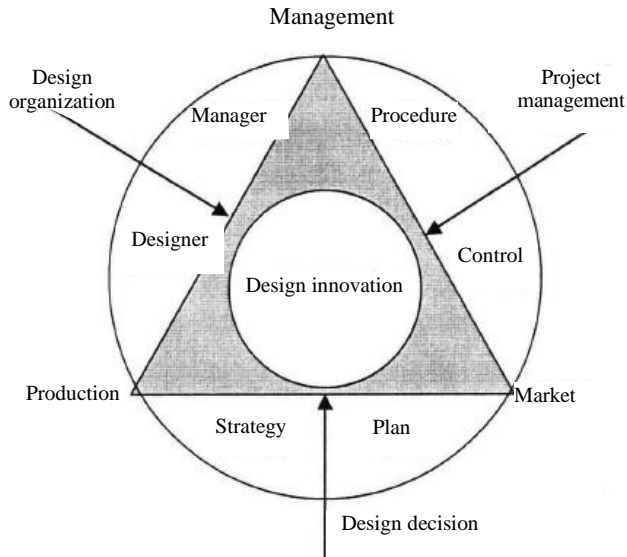 Management
Design
organization
Project
management
Manager
Procedure
Designer
Control
Design innovation
Production
Market
Strategy
Plan
Design decision